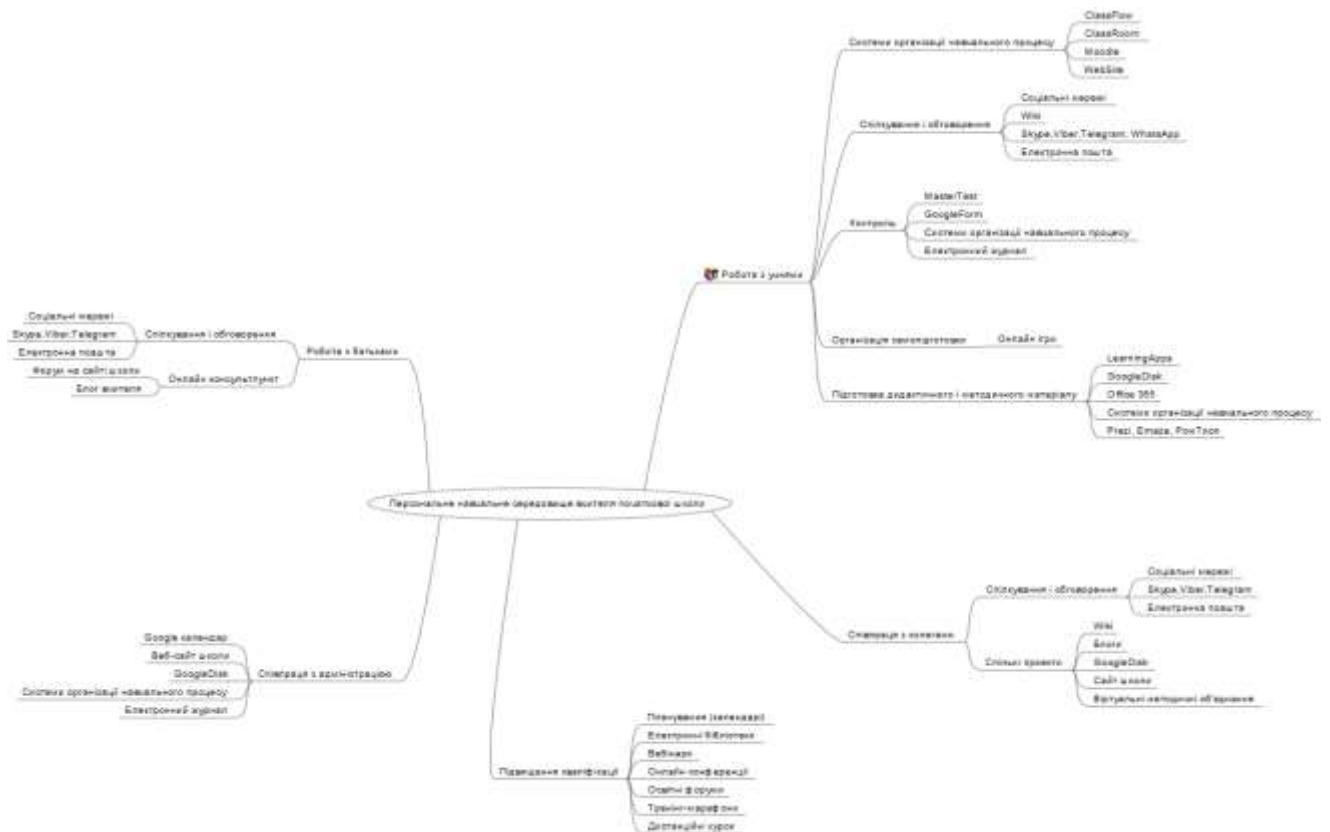 Персональне навчальне середовище вчителя початкової школи
Робота з учнями
Системи організації навчального процесу
ClassFlow
ClassRoom
Moodle
WebSite
Спілкування і обговорення
Соціальні мережі
Wiki
Skype,Viber,Telegram, WhatsApp
Електронна пошта
Контроль
MasterTest
GoogleForm
Системи організації навчального процесу
Електронний журнал
Організація самопідготовки
Онлайн ігри
Підготовка дидактичного і методичного матеріалу
LearningApps
GoogleDisk
Office 365
Системи організації навчального процесу
Prezi, Emaze, PowToon
Співпраця з колегами
Спілкування і обговорення
Соціальні мережі
Skype,Viber,Telegram
Електронна пошта
Спільні проекти
Wiki
Блоги
GoogleDisk
Сайт школи
Віртуальні методичні об'єднання
Підвищення кваліфікації
Планування (календарі)
Електронні бібліотеки
Вебінари
Онлайн-конференції
Освітні форуми
Тренінг-марафони
Дистанційні курси
Співпраця з адміністрацією
Google календар
Веб-сайт школи
GoogleDisk
Системи організації навчального процесу
Електронний журнал
Робота з батьками
Спілкування і обговорення
Соціальні мережі
Skype,Viber,Telegram
Електронна пошта
Онлайн консультпункт
Форум на сайті школи
Блог вчителя